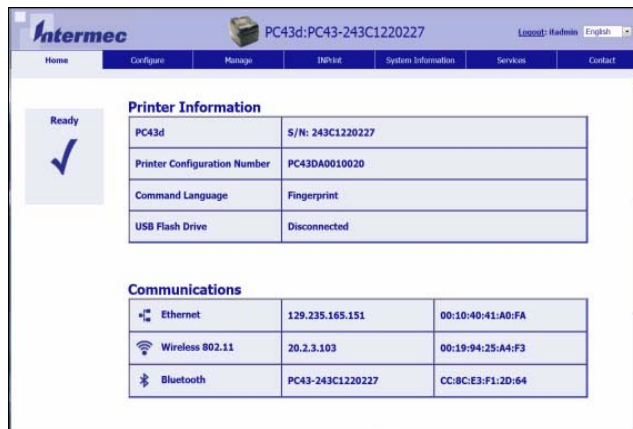 Intermec
PC43d:PC43-243C1220227
Logout: itadmin English
Home Configure Manage INPrint System Information Services Contact
Ready
Printer Information
PC43d S/N: 243C1220227
Printer Configuration Number PC43DA0010020
Command Language Fingerprint
USB Flash Drive Disconnected
Communications
Ethernet 129.235.165.151 00:10:40:41:A0:FA
Wireless 802.11 20.2.3.103 00:19:94:25:A4:F3
Bluetooth PC43-243C1220227 CC:8C:E3:F1:2D:64